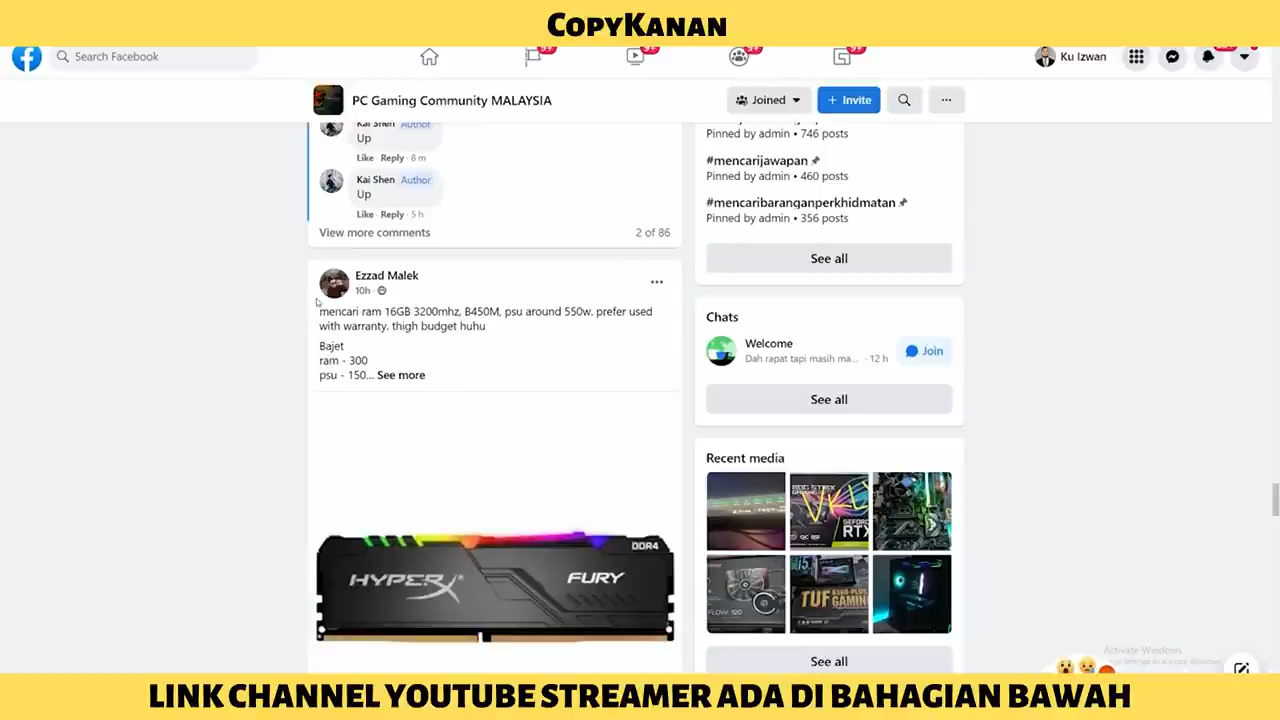 CopyKanan
Search Facebook
Ku Izwan
PC Gaming Community MALAYSIA
Joined
+ Invite
Kai Shen Author
Up
Like · Reply · 8 m
Kai Shen Author
Up
Like · Reply · 5 h
View more comments
2 of 86
Ezzad Malek
10h ·
mencari ram 16GB 3200mhz, B450M, psu around 550w. prefer used
with warranty. thigh budget huhu
Bajet
ram - 300
psu - 150... See more
HYPERX
FURY
DDR4
Pinned by admin • 746 posts
#mencarijawapan
Pinned by admin • 460 posts
#mencaribaranganperkhidmatan
Pinned by admin • 356 posts
See all
Chats
Welcome
Dah rapat tapi masih ma... · 12 h
Join
See all
Recent media
TUF
GAMING
See all
Activate Windows
LINK CHANNEL YOUTUBE STREAMER ADA DI BAHAGIAN BAWAH